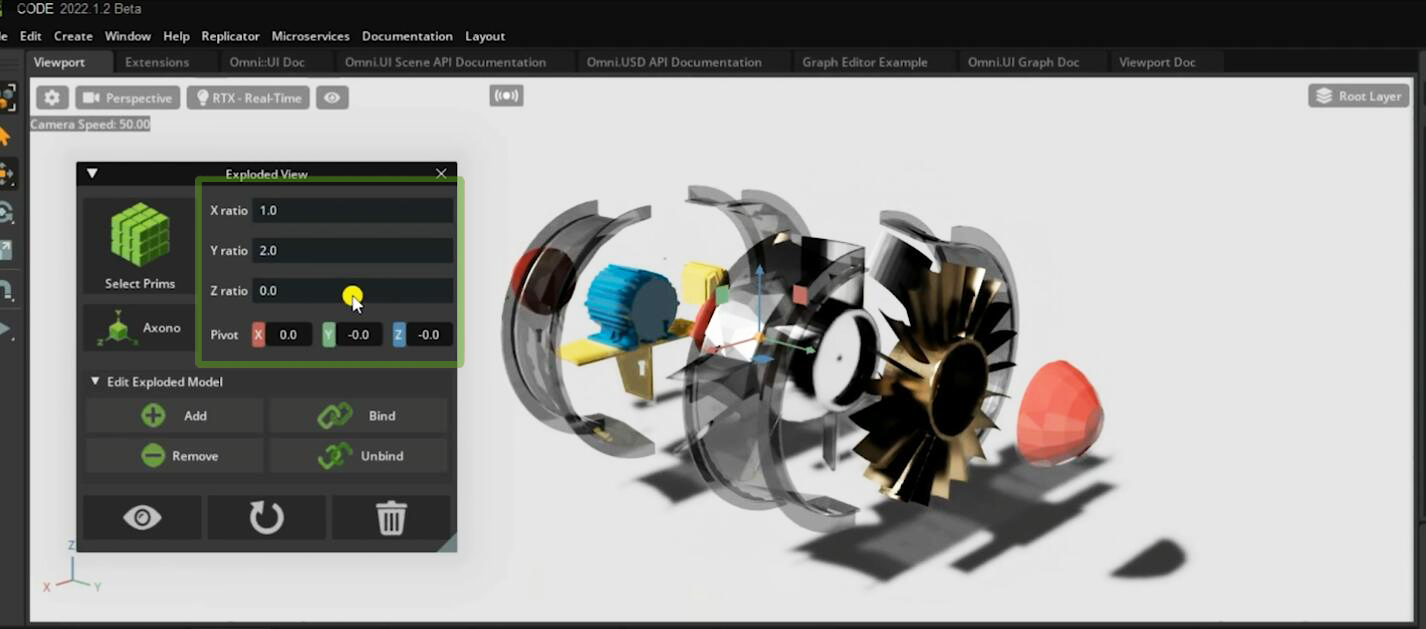 CODE 2022.1.2 Beta
Edit Create Window Help Replicator Microservices Documentation Layout
Viewport Extensions Omni::UI Doc Omni.UI Scene API Documentation Omni.USD API Documentation Graph Editor Example Omni.UI Graph Doc Viewport Doc
Perspective RTX - Real-Time Root Layer
Camera Speed: 50.00
Exploded View
X ratio 1.0
Y ratio 2.0
Select Prims
Z ratio 0.0
Axono
Pivot X 0.0 Y -0.0 Z -0.0
Edit Exploded Model
Add Bind
Remove Unbind
1
Z
X Y